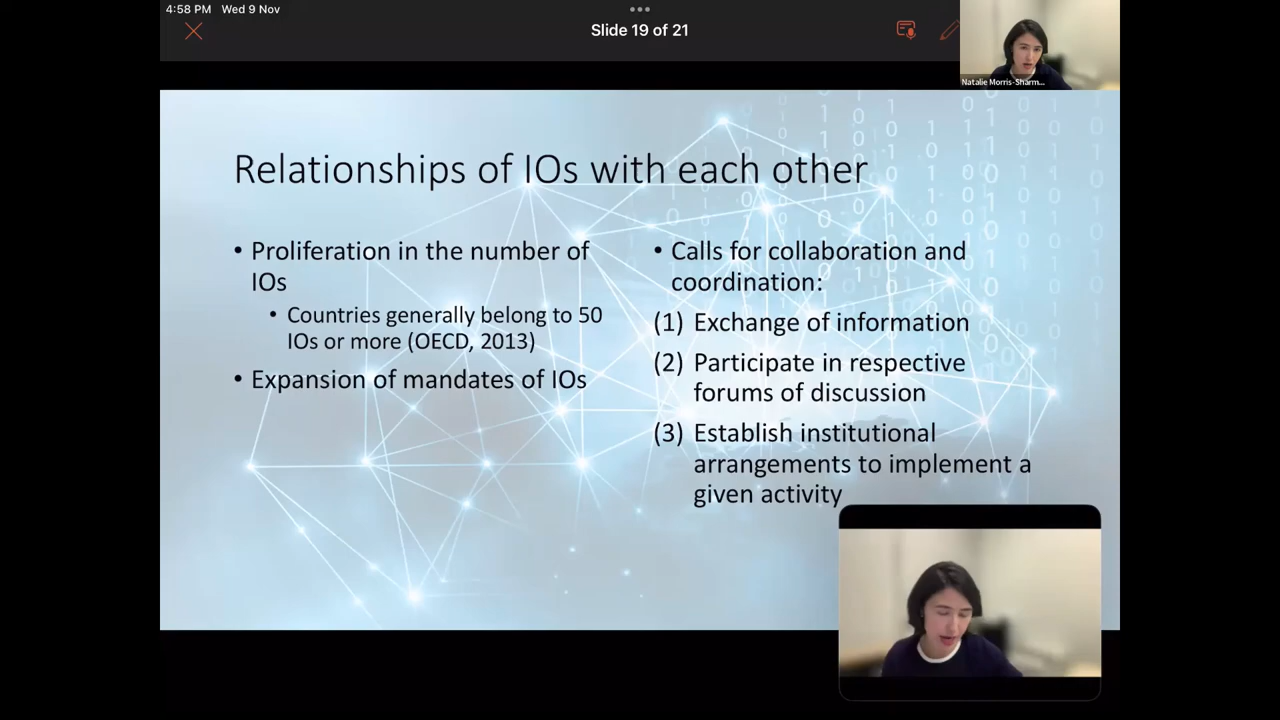 4:58 PM Wed 9 Nov
Slide 19 of 21
Natalie Morris-Sharm...
Relationships of IOs with each other
• Proliferation in the number of
IOs
• Countries generally belong to 50
IOs or more (OECD, 2013)
• Expansion of mandates of IOs
• Calls for collaboration and
coordination:
(1) Exchange of information
(2) Participate in respective
forums of discussion
(3) Establish institutional
arrangements to implement a
given activity